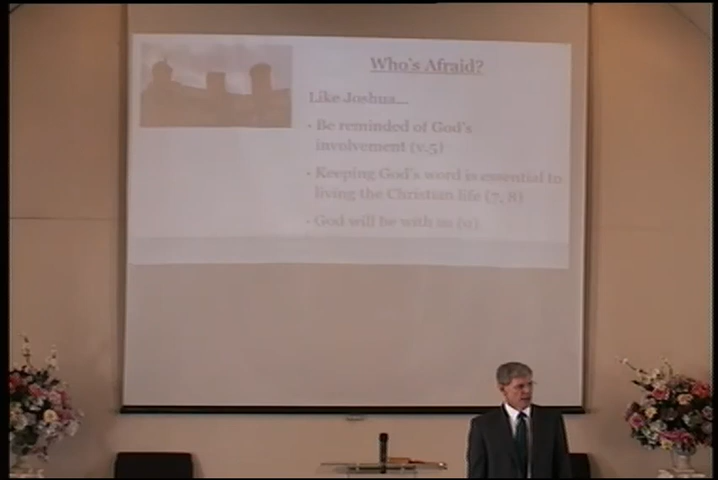 Who's Afraid?
Like Joshua...
• Be reminded of God's
involvement (v.5)
• Keeping God's word is essential to
living the Christian life (7, 8)
• God will be with us (9)